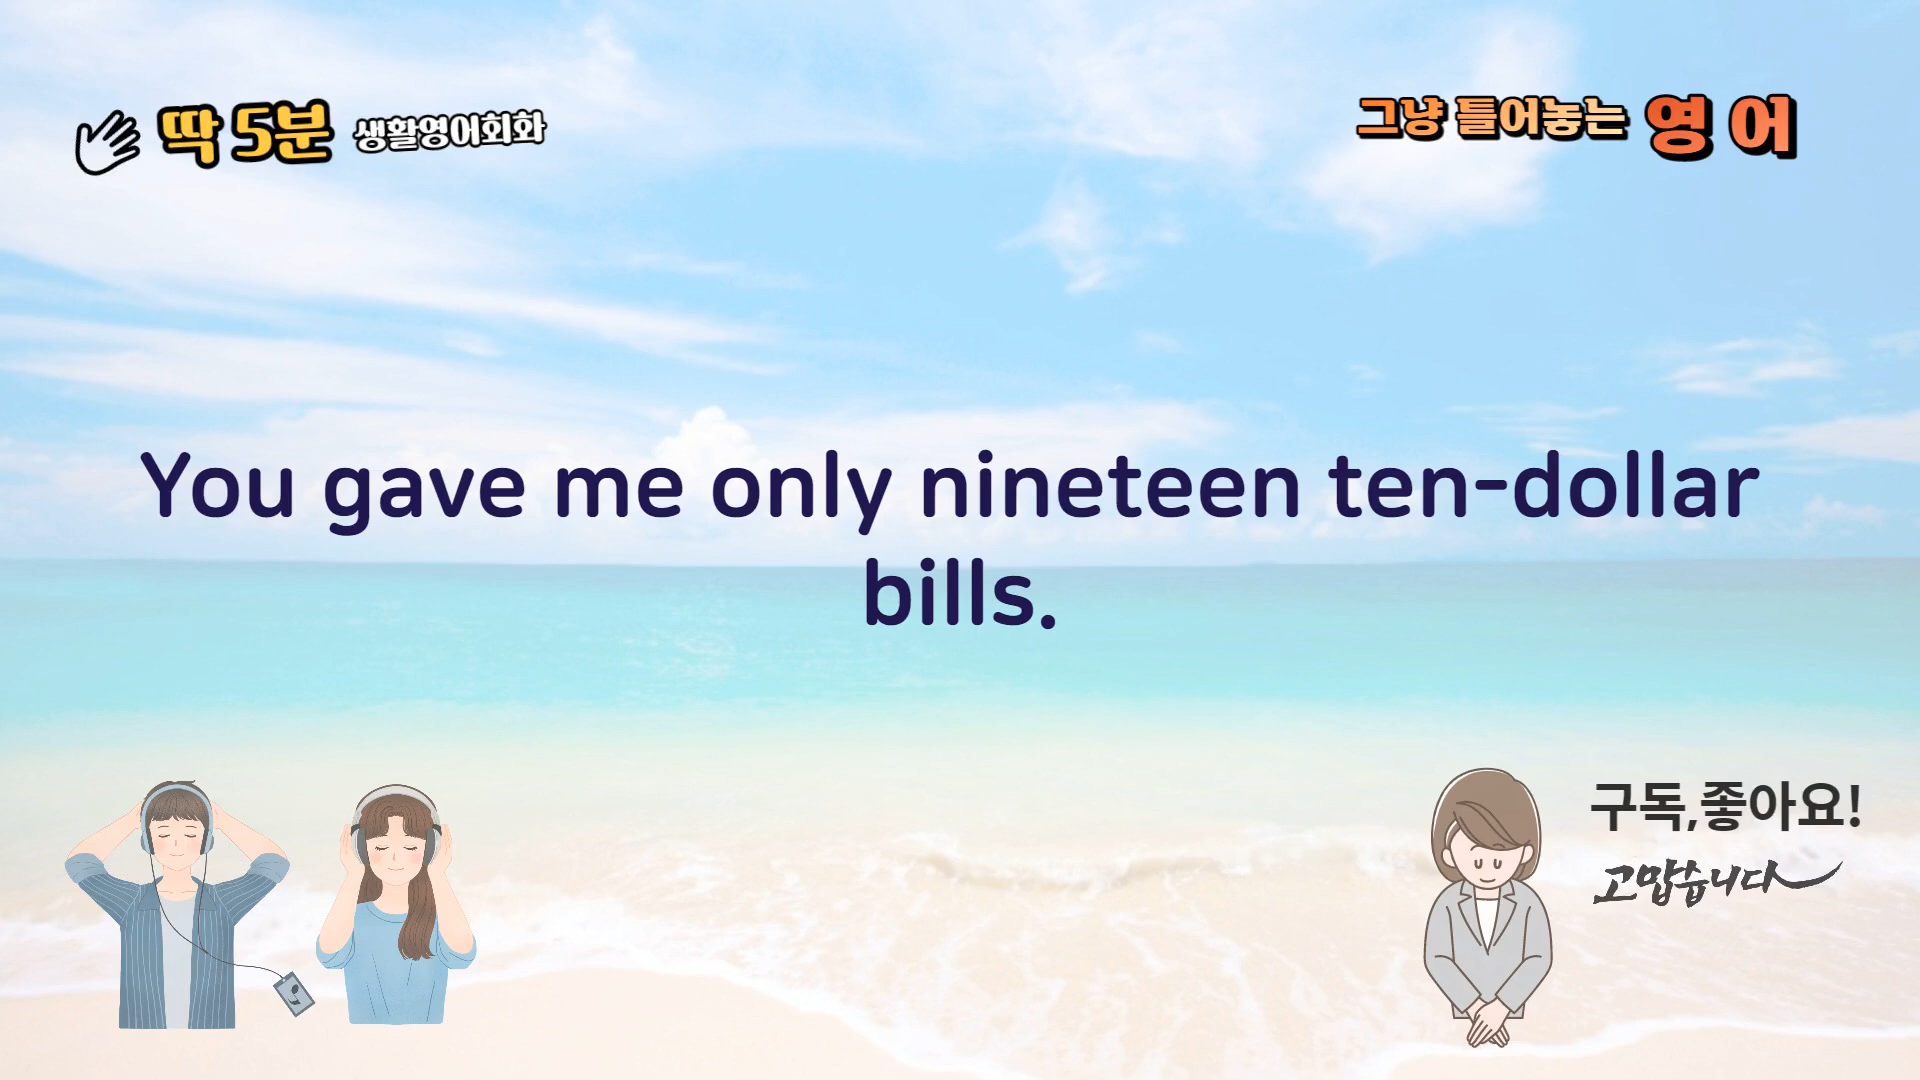 딱 5분 생활영어회화
그냥 틀어놓는 영어
You gave me only nineteen ten-dollar
bills.
구독,좋아요!
고맙습니다